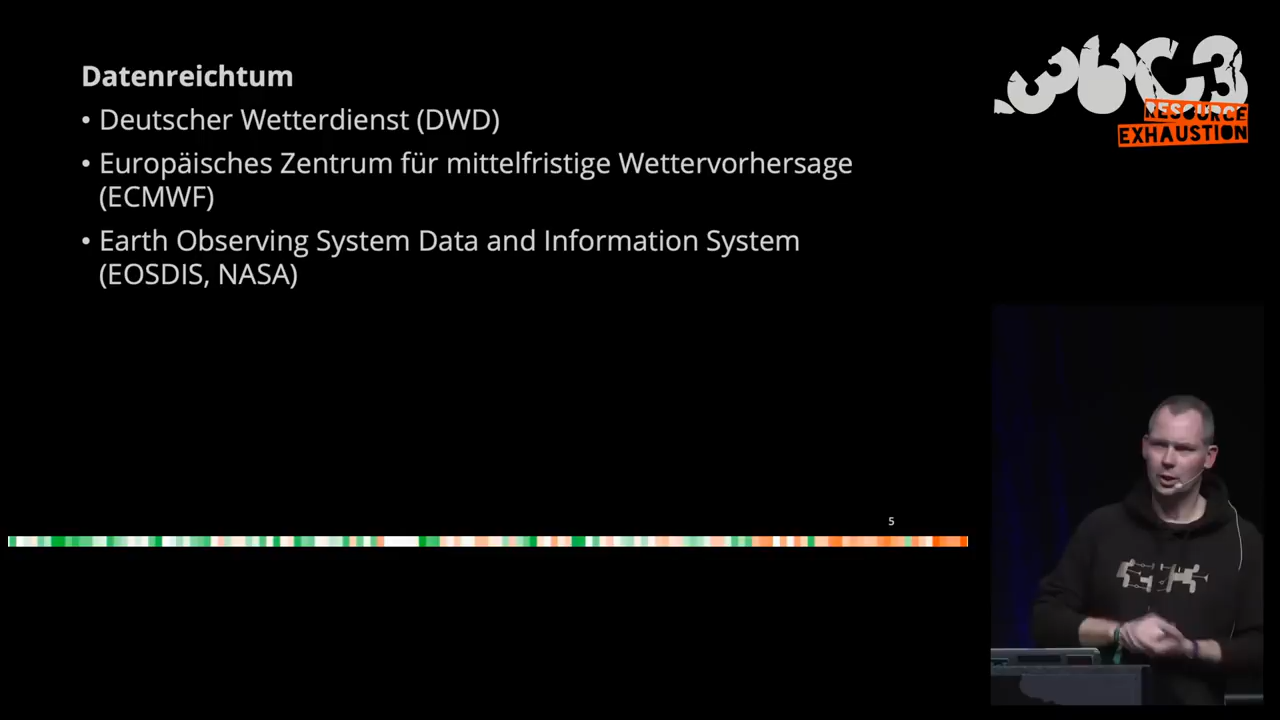 Datenreichtum
• Deutscher Wetterdienst (DWD)
• Europäisches Zentrum für mittelfristige Wettervorhersage
(ECMWF)
• Earth Observing System Data and Information System
(EOSDIS, NASA)
5
36C3
RESOURCE
EXHAUSTION